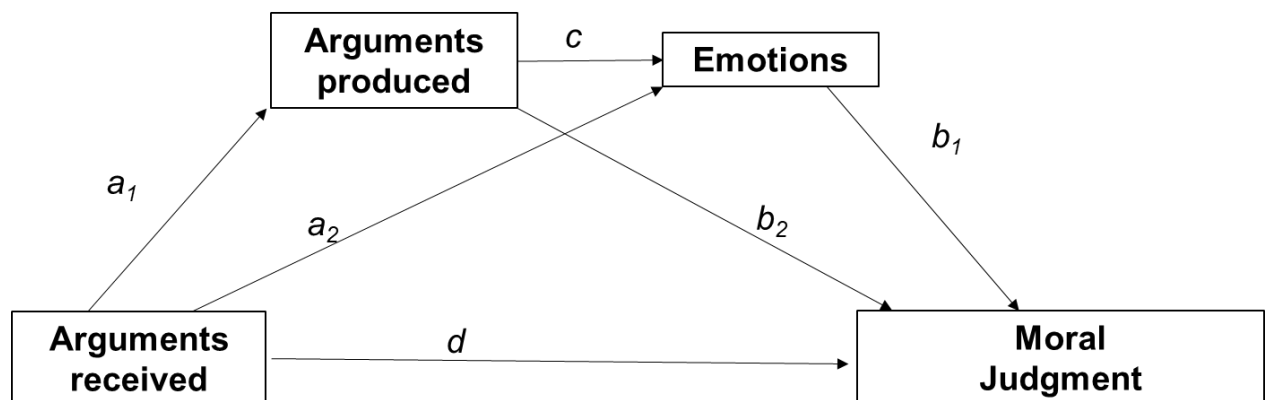 Arguments
produced
c
Emotions
b1
a1
a2
b2
Arguments
received
d
Moral
Judgment